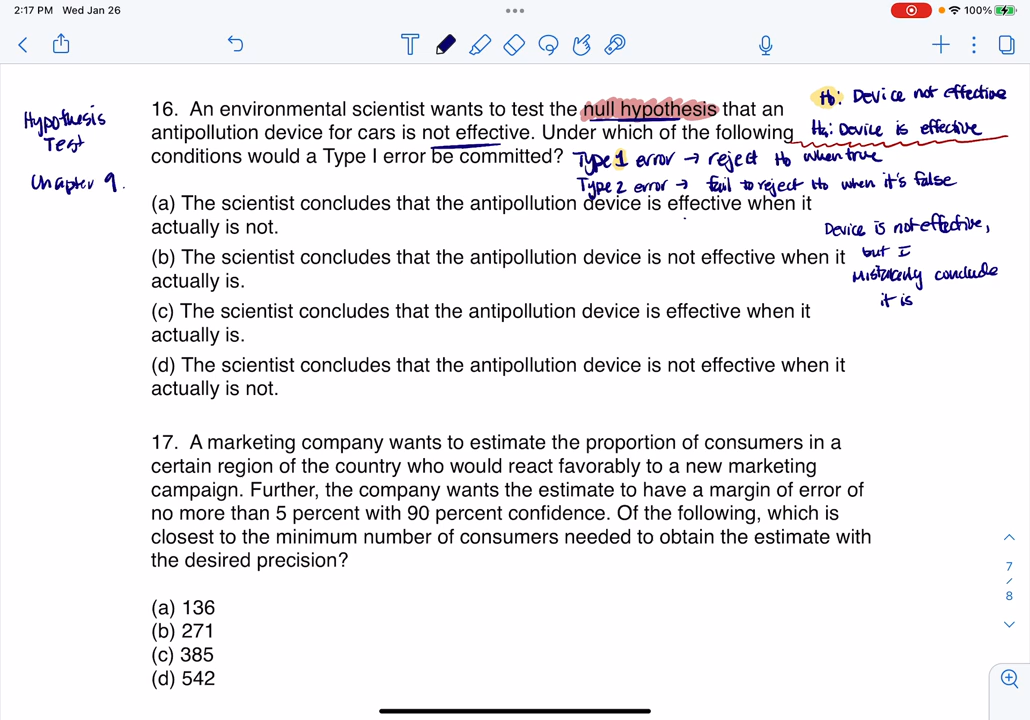 2:17 PM Wed Jan 26
100%
Hypothesis
Test
Chapter 9.
16. An environmental scientist wants to test the null hypothesis that an
antipollution device for cars is not effective. Under which of the following
conditions would a Type I error be committed?
H0: Device not effective
Ha: Device is effective
Type 1 error → reject H0 when true
Type 2 error → fail to reject H0 when it's false
(a) The scientist concludes that the antipollution device is effective when it
actually is not.
(b) The scientist concludes that the antipollution device is not effective when it
actually is.
(c) The scientist concludes that the antipollution device is effective when it
actually is.
(d) The scientist concludes that the antipollution device is not effective when it
actually is not.
Device is not effective,
but I
mistakenly conclude
it is
17. A marketing company wants to estimate the proportion of consumers in a
certain region of the country who would react favorably to a new marketing
campaign. Further, the company wants the estimate to have a margin of error of
no more than 5 percent with 90 percent confidence. Of the following, which is
closest to the minimum number of consumers needed to obtain the estimate with
the desired precision?
(a) 136
(b) 271
(c) 385
(d) 542
7
/
8